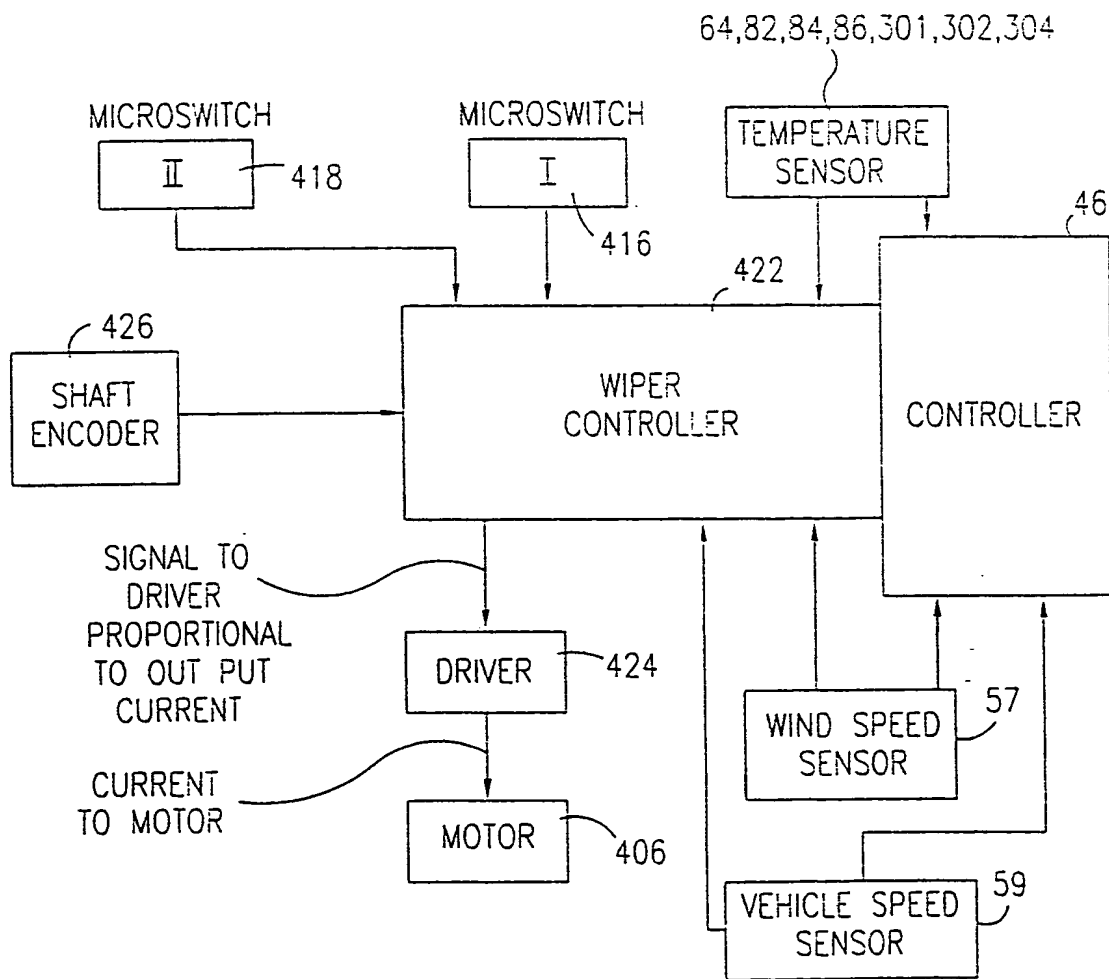 64,82,84,86,301,302,304
MICROSWITCH
II
418
MICROSWITCH
I
416
TEMPERATURE
SENSOR
46
422
426
SHAFT
ENCODER
WIPER
CONTROLLER
CONTROLLER
SIGNAL TO
DRIVER
PROPORTIONAL
TO OUT PUT
CURRENT
DRIVER
424
WIND SPEED
SENSOR
57
CURRENT
TO MOTOR
MOTOR
406
VEHICLE SPEED
SENSOR
59